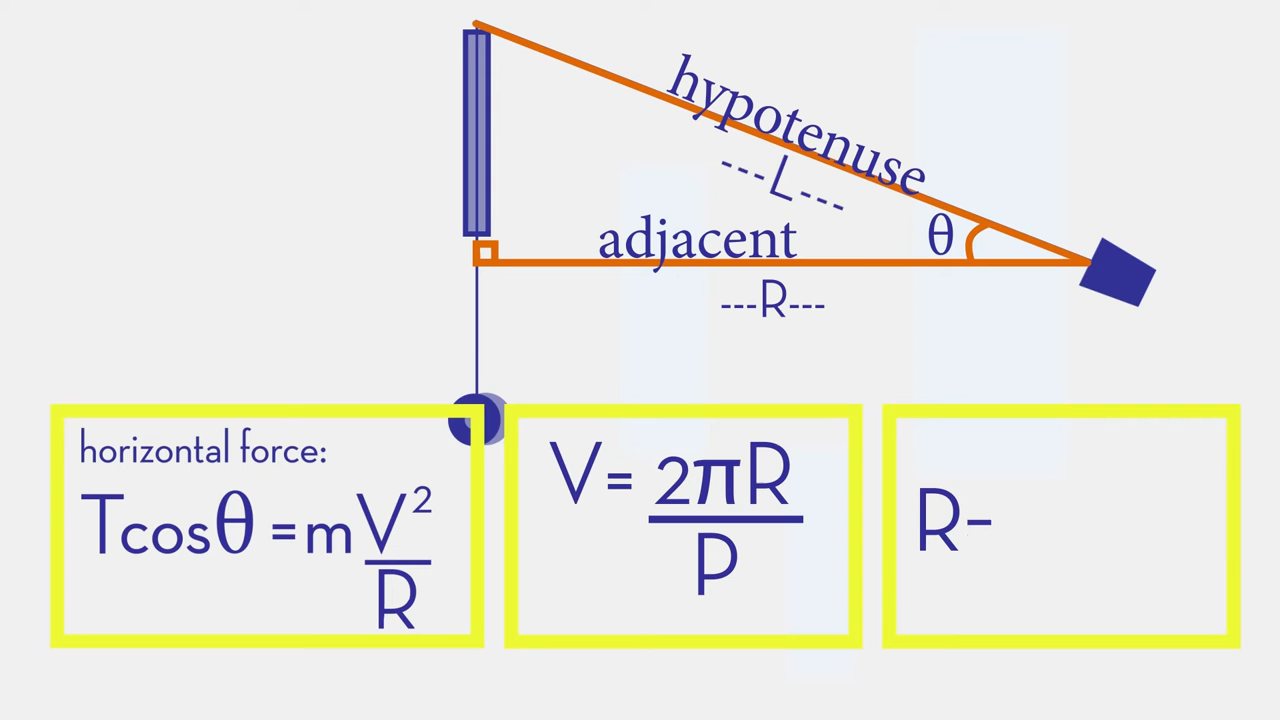 hypotenuse
---L---
θ
adjacent
---R---
horizontal force:
Tcosθ = mV²/R
V = 2πR/P
R-